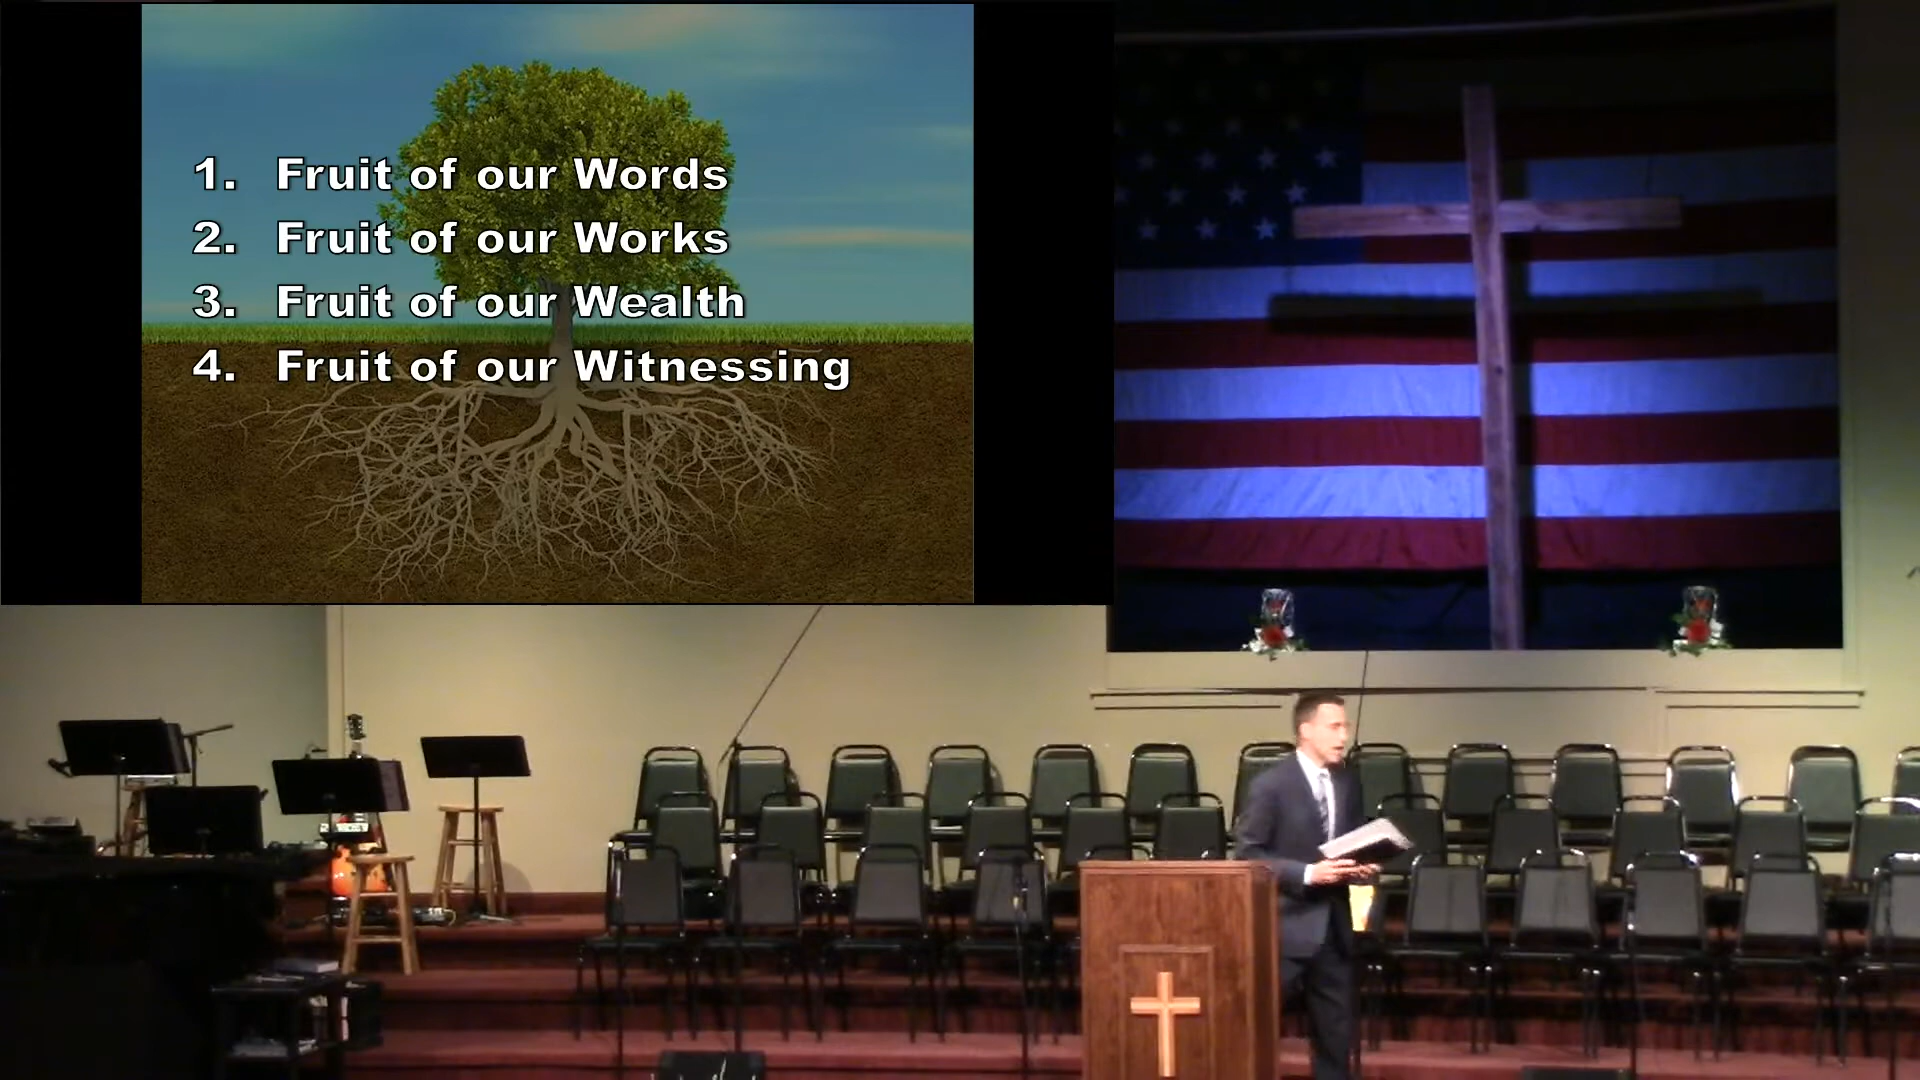 1. Fruit of our Words
2. Fruit of our Works
3. Fruit of our Wealth
4. Fruit of our Witnessing